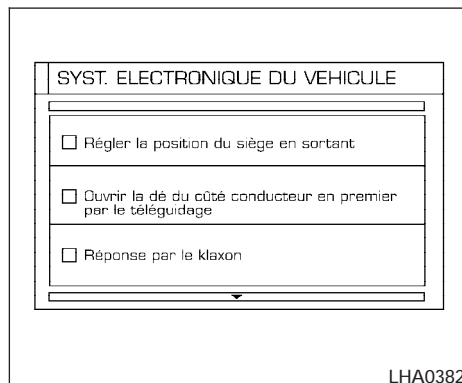 SYST. ELECTRONIQUE DU VEHICULE
Régler la position du siège en sortant
Ouvrir la dé du cûté conducteur en premier
par le téléguidage
Réponse par le klaxon
LHA0382